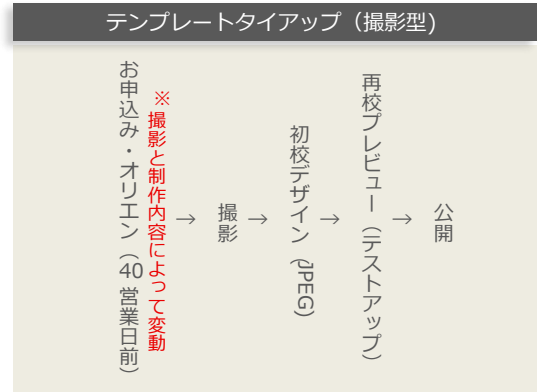 テンプレートタイアップ（撮影型)
お申込み・オリエン（40営業日前）
※撮影と制作内容によって変動
→
撮影
→
初校デザイン（JPEG)
→
再校プレビュー（テストアップ）
→
公開